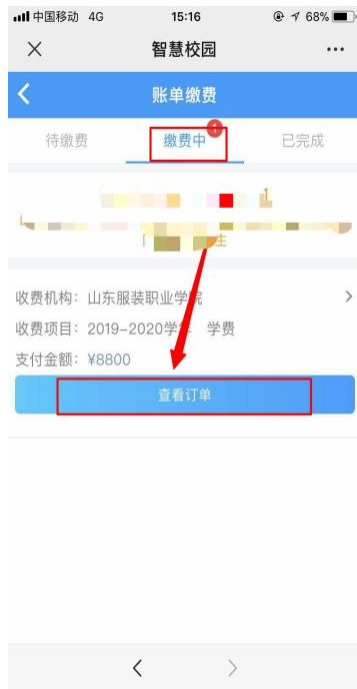 中国移动 4G 15:16 68%
智慧校园
账单缴费
待缴费 缴费中 1 已完成
收费机构：山东服装职业学院
收费项目：2019-2020学年 学费
支付金额：¥8800
查看订单